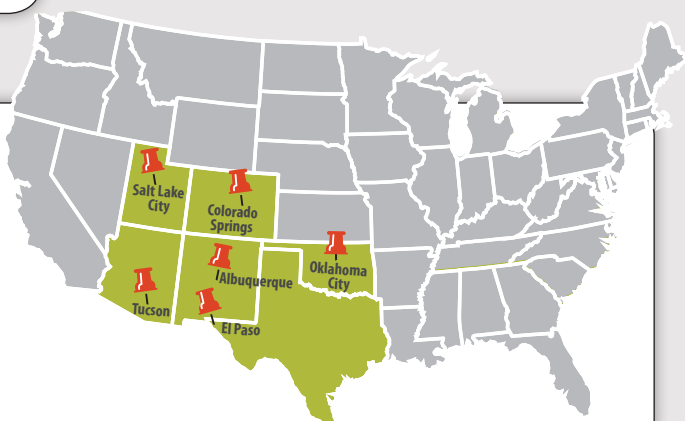 Salt Lake
City
Colorado
Springs
Albuquerque
Oklahoma
City
Tucson
El Paso